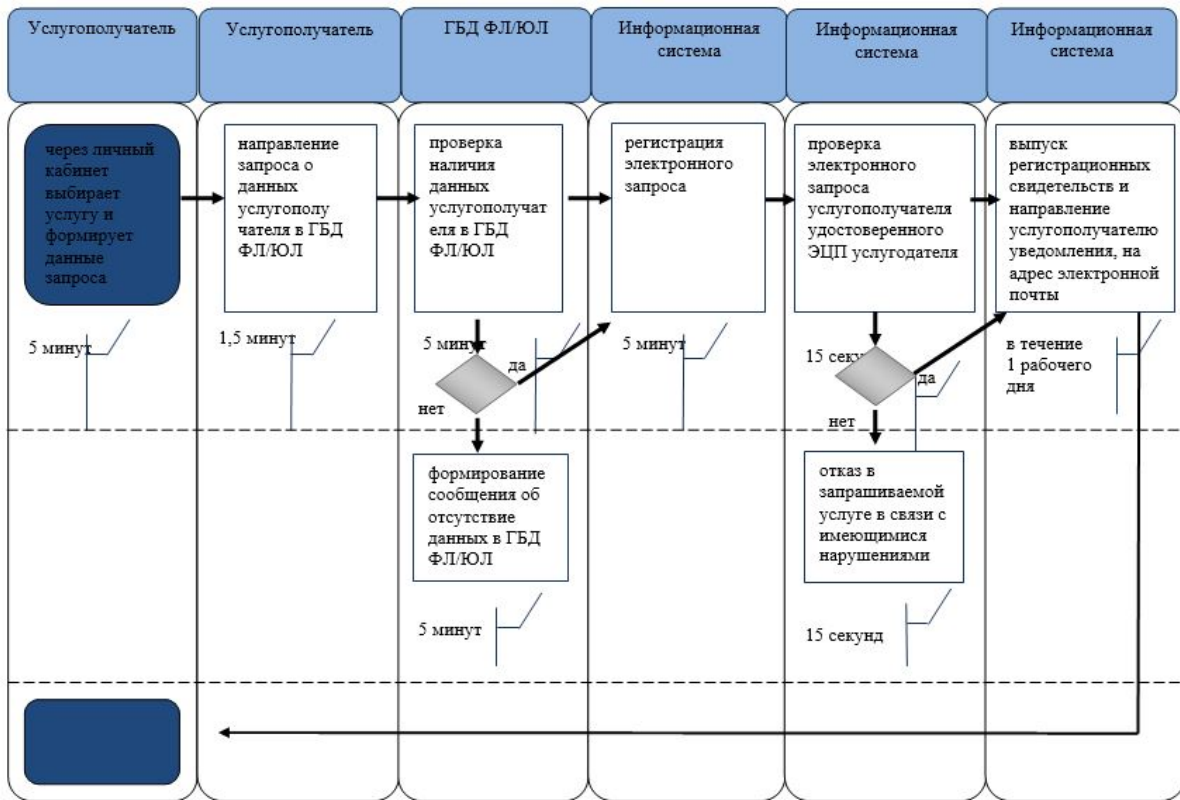 Услугополучатель
Услугополучатель
ГБД ФЛ/ЮЛ
Информационная
система
Информационная
система
Информационная
система
через личный
кабинет
выбирает
услугу и
формирует
данные
запроса
направление
запроса о
данных
услугополу
чателя в ГБД
ФЛ/ЮЛ
проверка
наличия
данных
услугополучат
еля в ГБД
ФЛ/ЮЛ
регистрация
электронного
запроса
проверка
электронного
запроса
услугополучателя
удостоверенного
ЭЦП услугодателя
выпуск
регистрационных
свидетельств и
направление
услугополучателю
уведомления, на
адрес электронной
почты
5 минут
1,5 минут
5 минут
да
нет
5 минут
15 секу
да
нет
в течение
1 рабочего
дня
формирование
сообщения об
отсутствие
данных в ГБД
ФЛ/ЮЛ
отказ в
запрашиваемой
услуге в связи с
имеющимися
нарушениями
5 минут
15 секунд